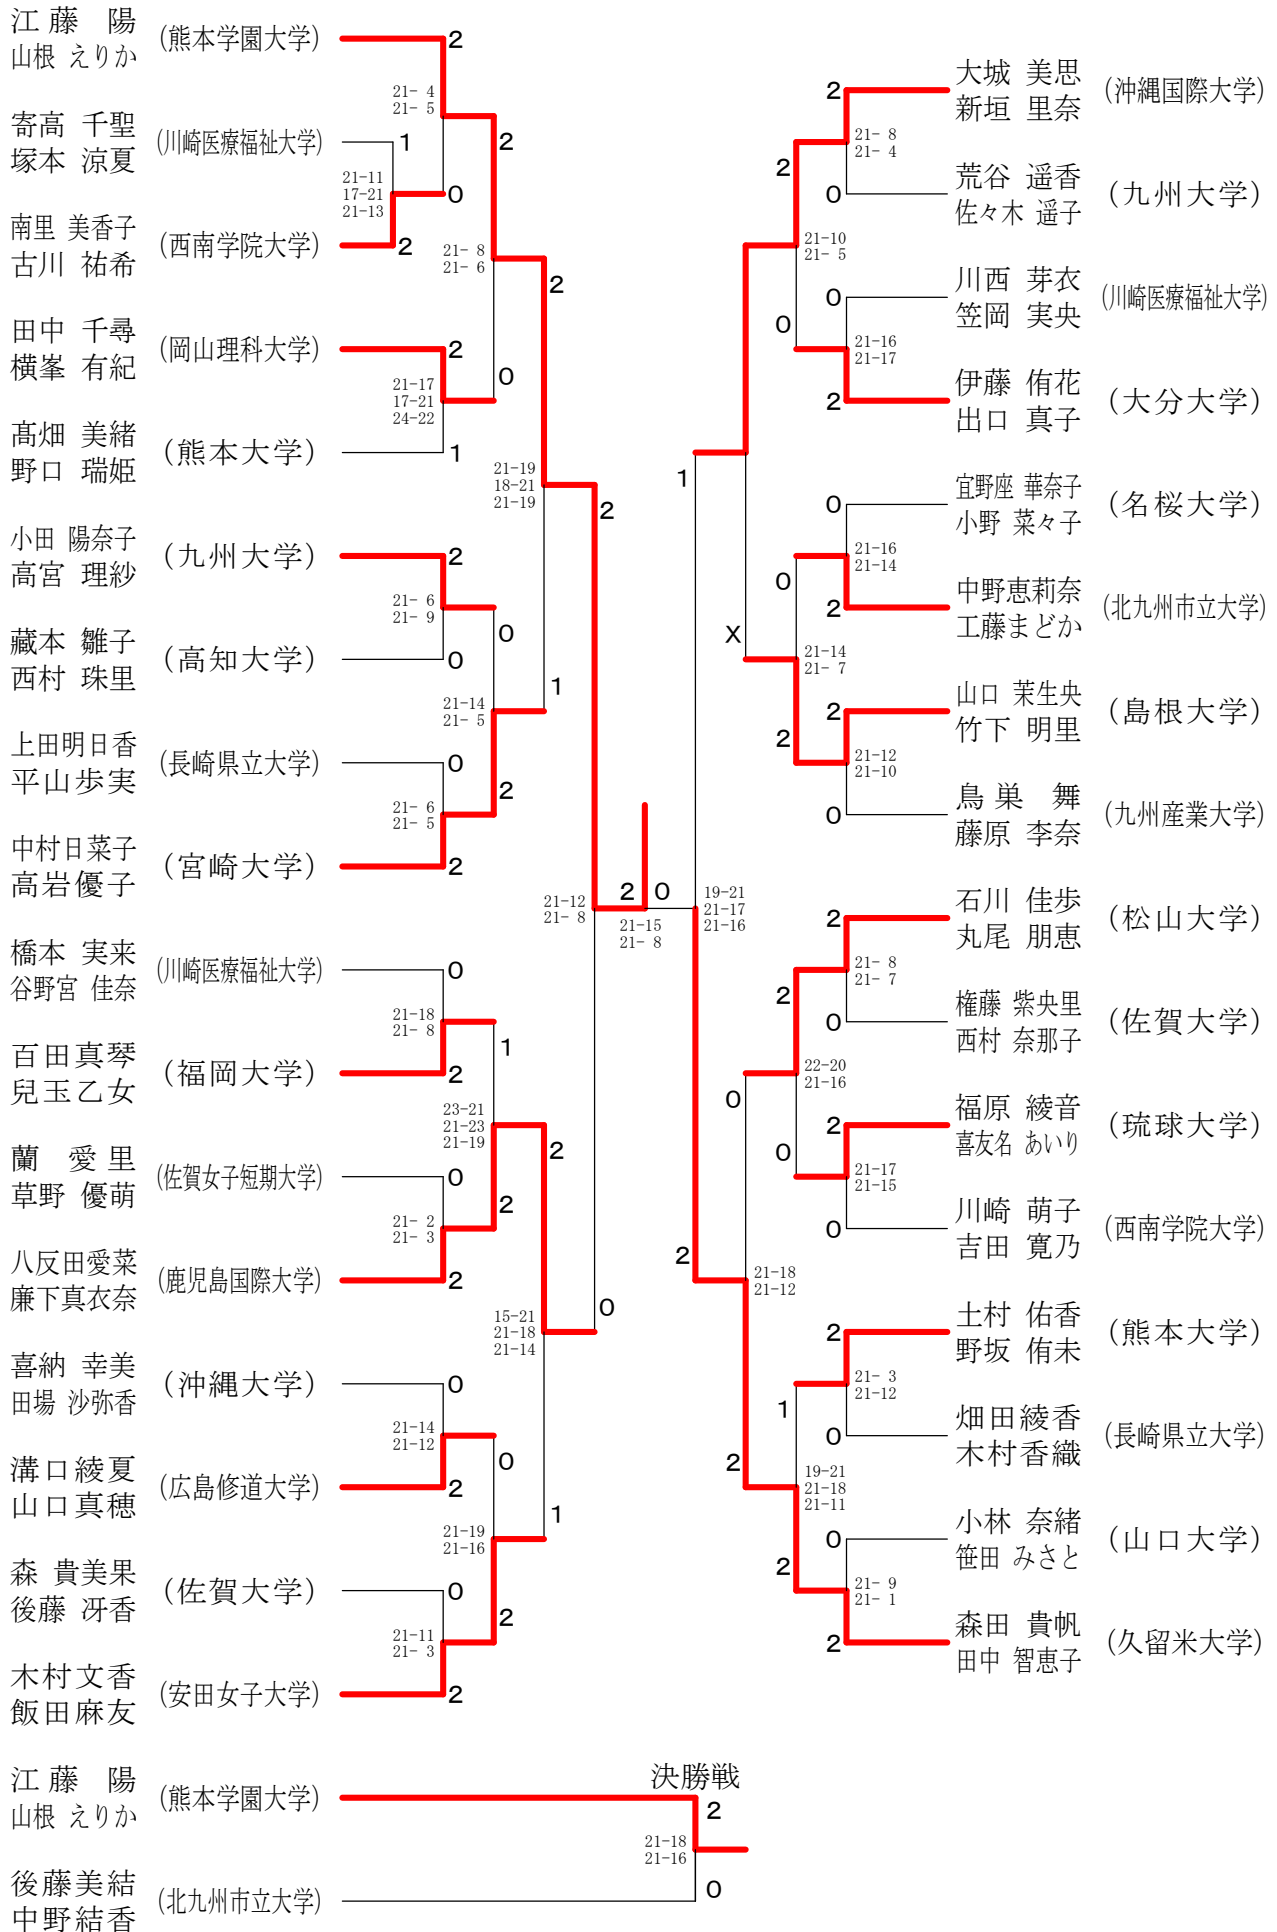 江藤 陽
山根 えりか
(熊本学園大学)
2
21- 4
21- 5
寄高 千聖
塚本 涼夏
(川崎医療福祉大学)
1
2
21-11
17-21
21-13
0
南里 美香子
古川 祐希
(西南学院大学)
2
21- 8
21- 6
2
田中 千尋
横峯 有紀
(岡山理科大学)
2
0
21-17
17-21
24-22
髙畑 美緒
野口 瑞姫
(熊本大学)
1
21-19
18-21
21-19
2
小田 陽奈子
高宮 理紗
(九州大学)
2
21- 6
21- 9
0
藏本 雛子
西村 珠里
(高知大学)
0
1
21-14
21- 5
上田明日香
平山歩実
(長崎県立大学)
0
2
21- 6
21- 5
中村日菜子
高岩優子
(宮崎大学)
2
21-12
21- 8
2
0
21-15
21- 8
橋本 実来
谷野宮 佳奈
(川崎医療福祉大学)
0
21-18
21- 8
1
百田真琴
兒玉乙女
(福岡大学)
2
23-21
21-23
21-19
2
蘭 愛里
草野 優萌
(佐賀女子短期大学)
0
2
21- 2
21- 3
八反田愛菜
廉下真衣奈
(鹿児島国際大学)
2
0
15-21
21-18
21-14
喜納 幸美
田場 沙弥香
(沖縄大学)
0
21-14
21-12
0
溝口綾夏
山口真穂
(広島修道大学)
2
1
21-19
21-16
森 貴美果
後藤 冴香
(佐賀大学)
0
2
21-11
21- 3
木村文香
飯田麻友
(安田女子大学)
2
大城 美思
新垣 里奈
(沖縄国際大学)
2
21- 8
21- 4
2
荒谷 遥香
佐々木 遥子
(九州大学)
0
21-10
21- 5
川西 芽衣
笠岡 実央
(川崎医療福祉大学)
0
0
21-16
21-17
伊藤 侑花
出口 真子
(大分大学)
2
1
宜野座 華奈子
小野 菜々子
(名桜大学)
0
21-16
21-14
0
中野恵莉奈
工藤まどか
(北九州市立大学)
2
X
21-14
21- 7
山口 茉生央
竹下 明里
(島根大学)
2
2
21-12
21-10
鳥巣 舞
藤原 李奈
(九州産業大学)
0
19-21
21-17
21-16
石川 佳歩
丸尾 朋恵
(松山大学)
2
21- 8
21- 7
2
権藤 紫央里
西村 奈那子
(佐賀大学)
0
22-20
21-16
0
福原 綾音
喜友名 あいり
(琉球大学)
2
0
21-17
21-15
川崎 萌子
吉田 寛乃
(西南学院大学)
0
2
21-18
21-12
土村 佑香
野坂 侑未
(熊本大学)
2
21- 3
21-12
1
畑田綾香
木村香織
(長崎県立大学)
0
2
19-21
21-18
21-11
小林 奈緒
笹田 みさと
(山口大学)
0
2
21- 9
21- 1
森田 貴帆
田中 智恵子
(久留米大学)
2
決勝戦
江藤 陽
山根 えりか
(熊本学園大学)
2
21-18
21-16
後藤美結
中野結香
(北九州市立大学)
0